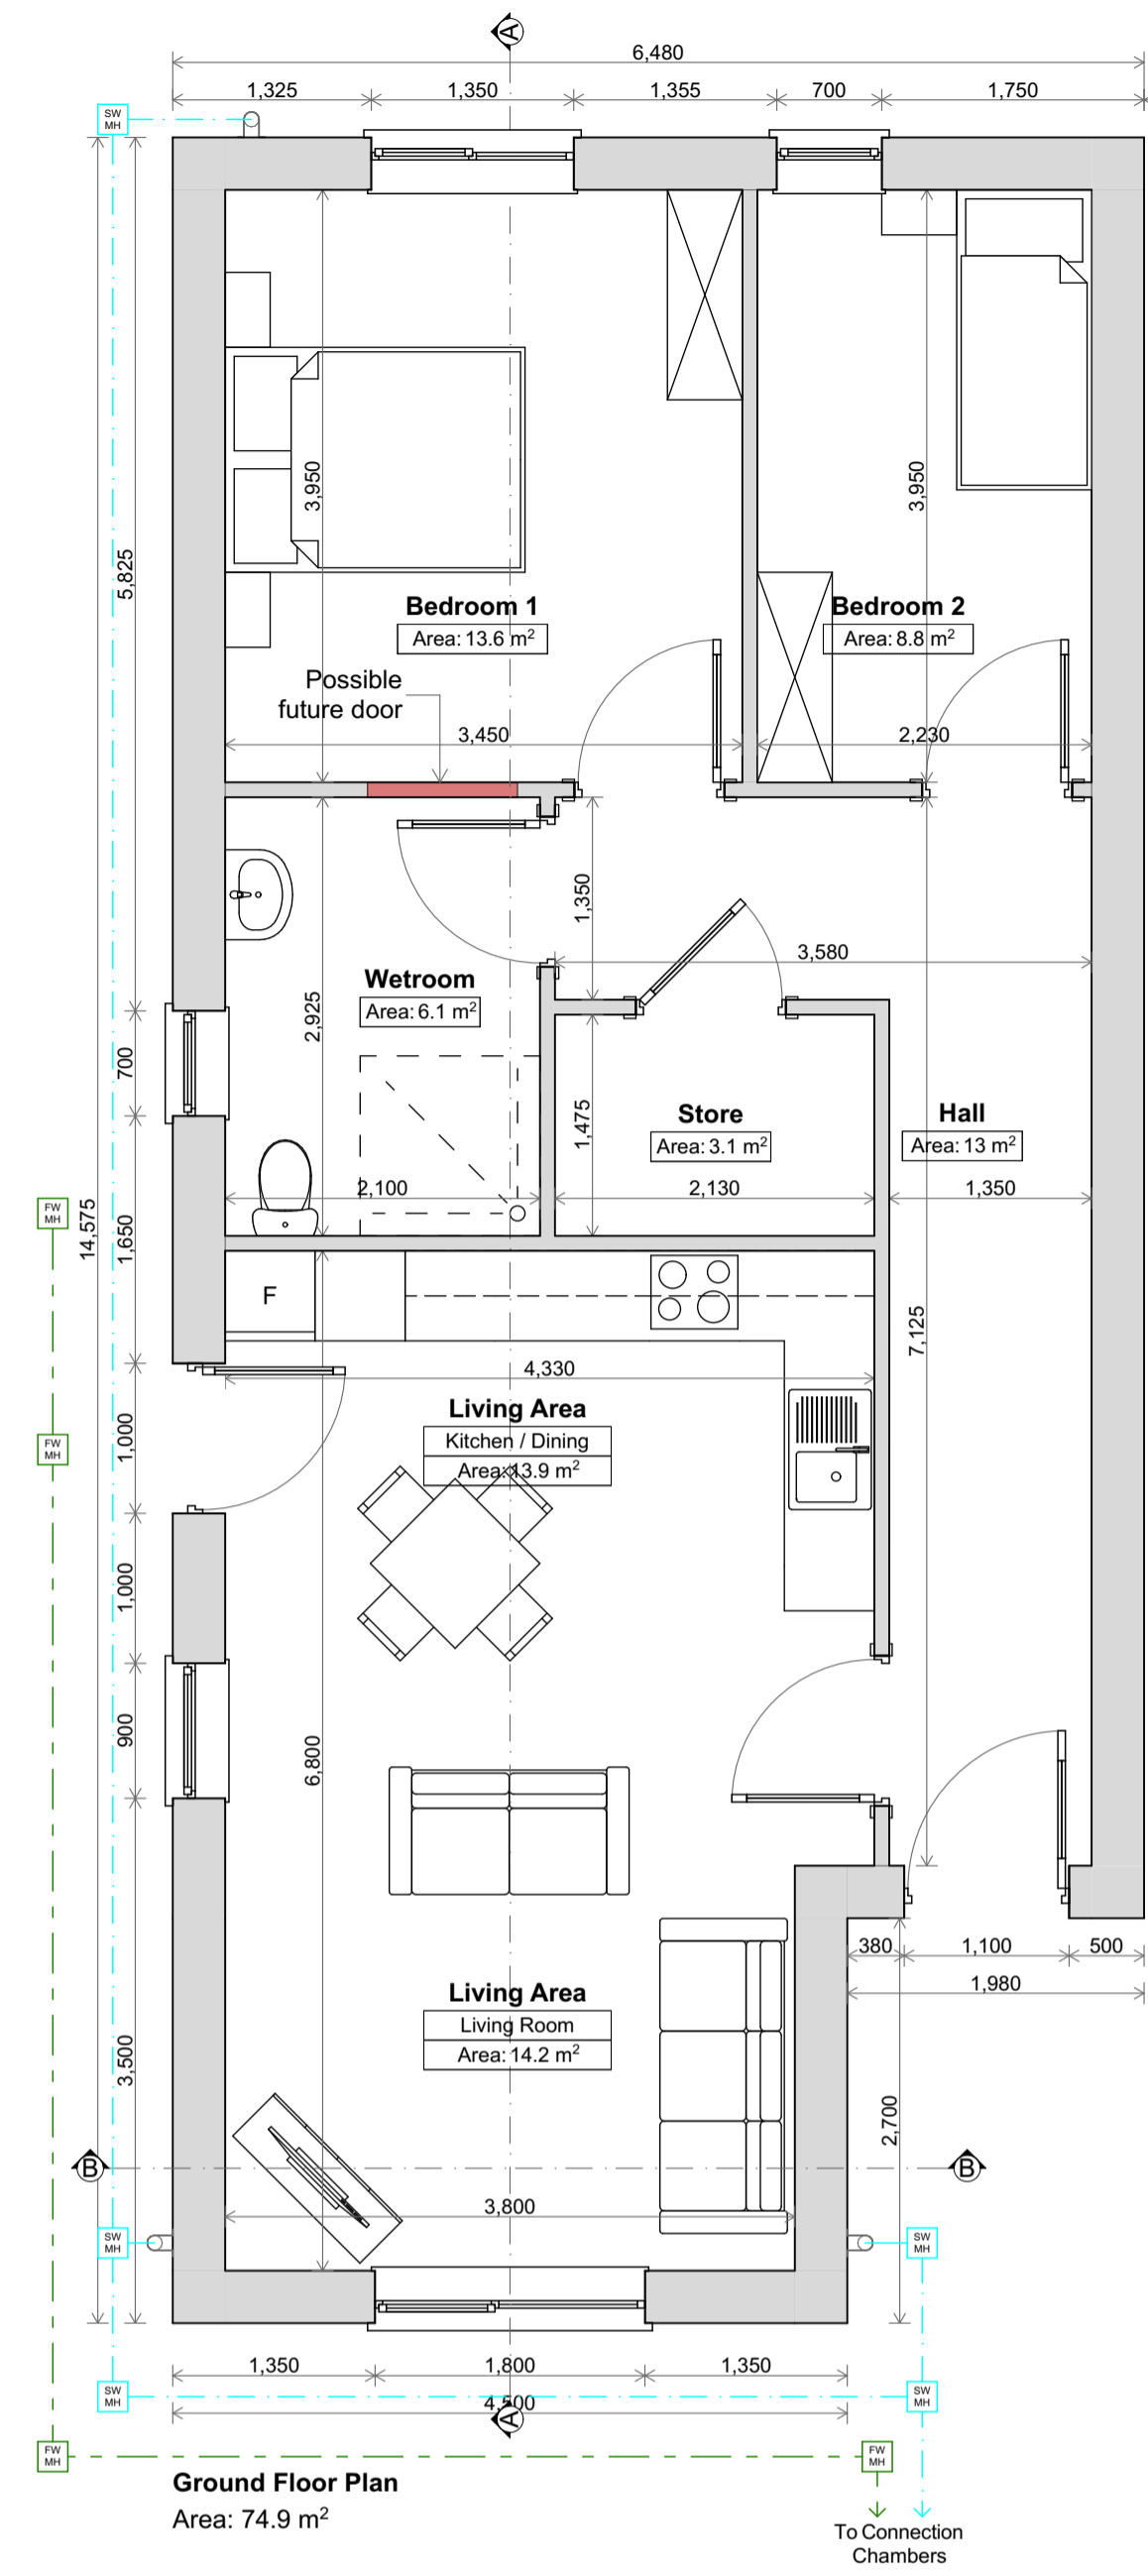 A
6,480
1,325
1,350
1,355
700
1,750
SW
MH
3,950
3,950
5,825
Bedroom 1
Area: 13.6 m²
Bedroom 2
Area: 8.8 m²
Possible
future door
3,450
2,230
1,350
3,580
Wetroom
Area: 6.1 m²
2,925
700
Store
Area: 3.1 m²
Hall
Area: 13 m²
1,475
2,100
2,130
1,350
FW
MH
14,575
1,650
F
7,125
4,330
Living Area
Kitchen / Dining
Area: 13.9 m²
FW
MH
1,000
1,000
900
6,800
380
1,100
500
1,980
Living Area
Living Room
Area: 14.2 m²
3,500
2,700
B
B
3,800
SW
MH
SW
MH
1,350
1,800
1,350
SW
MH
SW
MH
4,500
A
FW
MH
FW
MH
Ground Floor Plan
Area: 74.9 m²
To Connection
Chambers